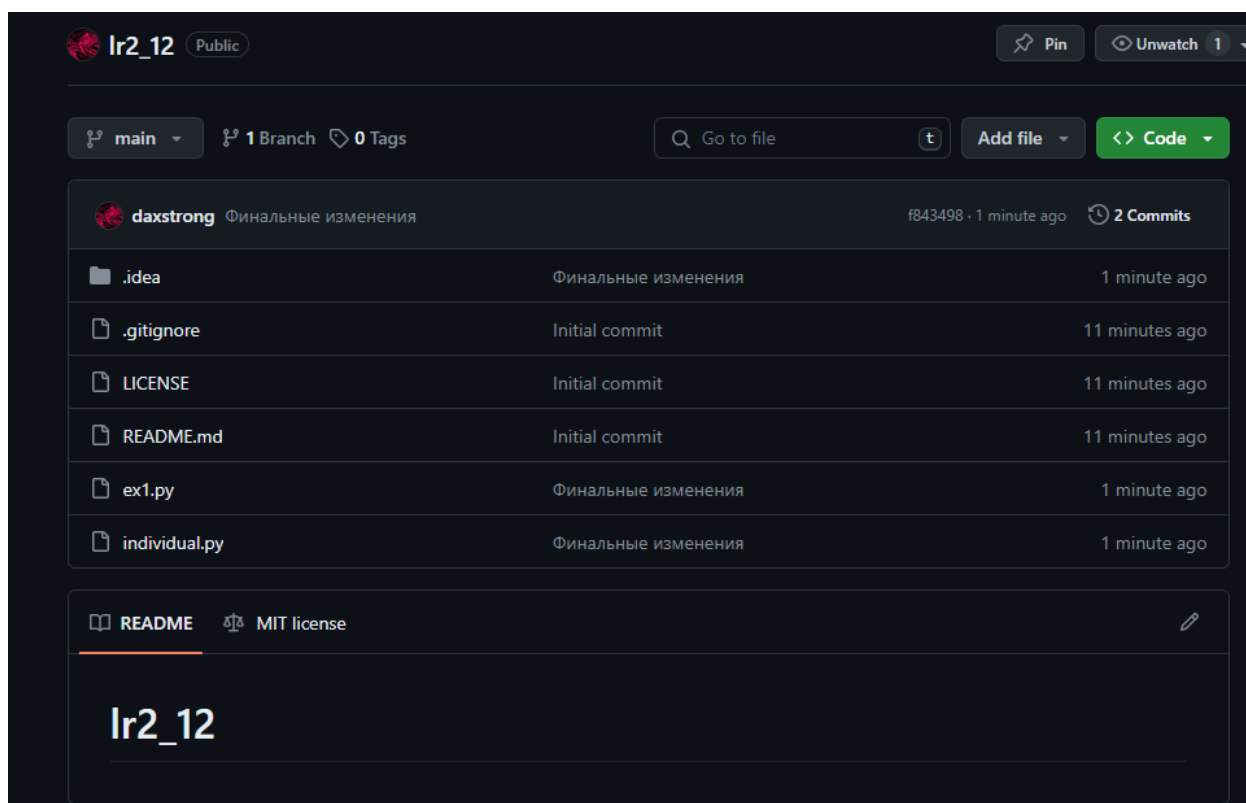 lr2_12 Public Pin Unwatch 1
main 1 Branch 0 Tags Go to file t Add file <> Code
daxstrong Финальные изменения f843498 · 1 minute ago 2 Commits
.idea Финальные изменения 1 minute ago
.gitignore Initial commit 11 minutes ago
LICENSE Initial commit 11 minutes ago
README.md Initial commit 11 minutes ago
ex1.py Финальные изменения 1 minute ago
individual.py Финальные изменения 1 minute ago
README MIT license
lr2_12